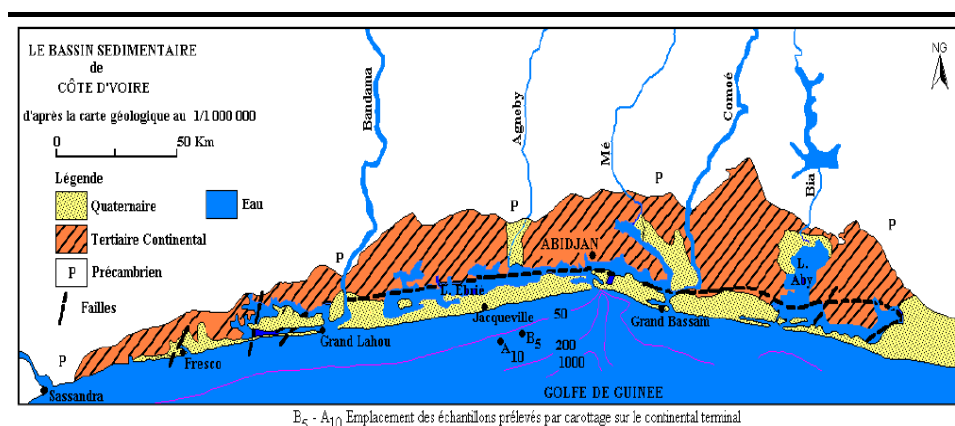 LE BASSIN SEDIMENTAIRE
de
CÔTE D'VOIRE
d'après la carte géologique au 1/1 000 000
0 50 Km
Légende
Quaternaire
Eau
Tertiaire Continental
P Précambrien
Failles
NG
Bandama
Agneby
Mé
Comoé
Bia
P
P
P
P
P
ABIDJAN
L. Ebrie
L.
Aby
Jacqueville
Grand Bassam
Grand Lahou
Fresco
Sassandra
50
200
1000
B5
A10
GOLFE DE GUINEE
B5 - A10 Emplacement des échantillons prélevés par carottage sur le continental terminal